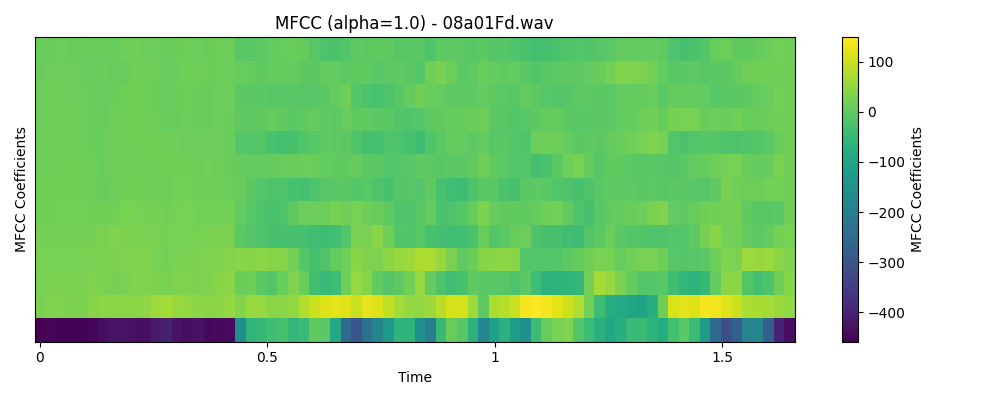 MFCC (alpha=1.0) - 08a01Fd.wav
MFCC Coefficients
0
0.5
1
1.5
Time
100
0
−100
−200
−300
−400
MFCC Coefficients